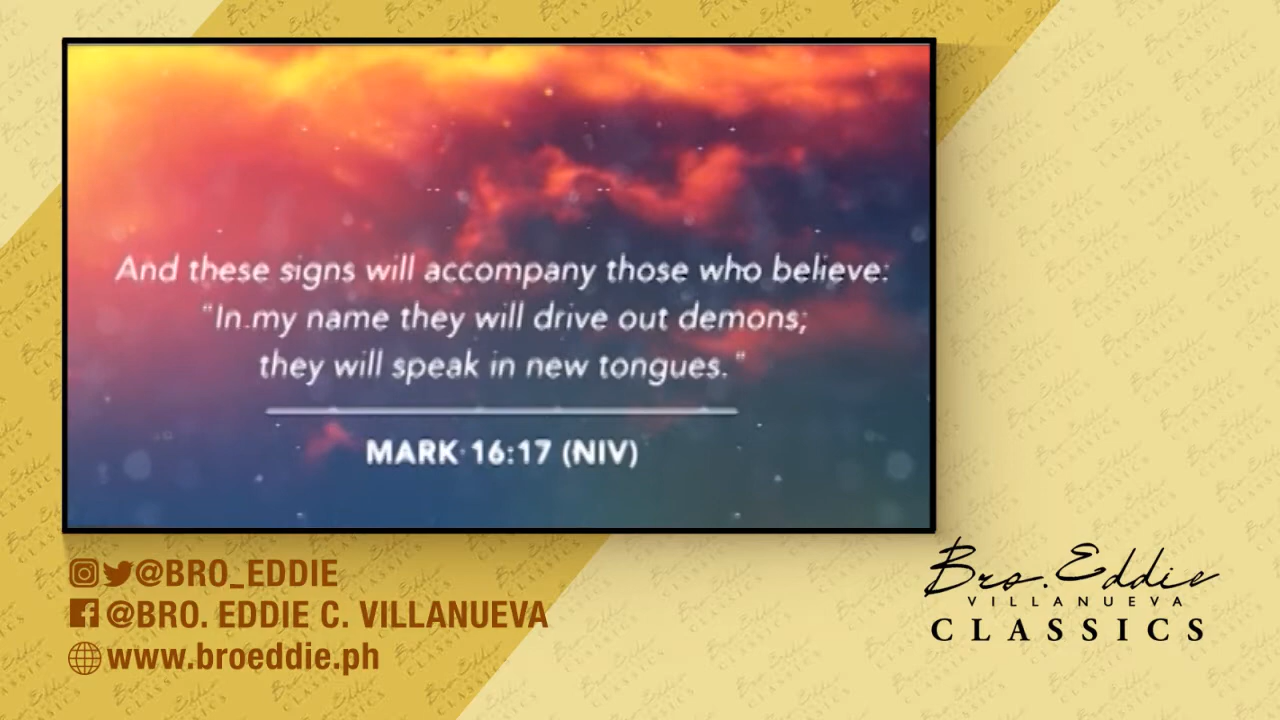 And these signs will accompany those who believe:
"In my name they will drive out demons;
they will speak in new tongues."
MARK 16:17 (NIV)
@BRO_EDDIE
@BRO. EDDIE C. VILLANUEVA
www.broeddie.ph
Bro. Eddie
VILLANUEVA
CLASSICS